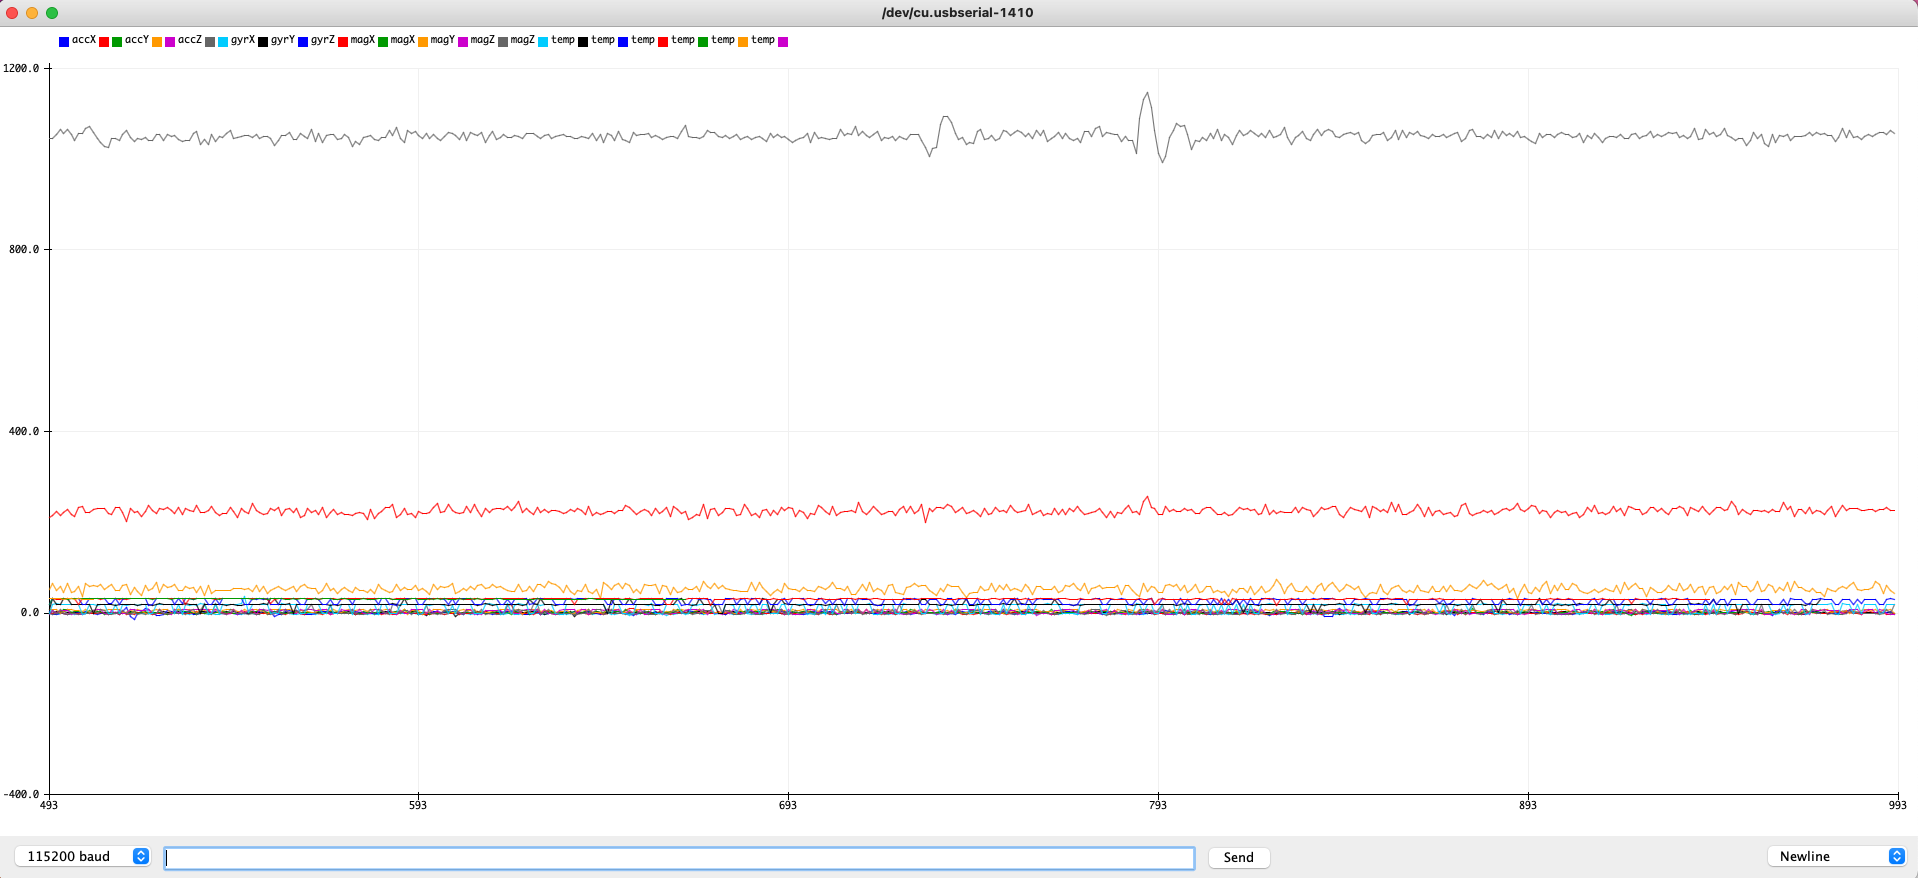 /dev/cu.usbserial-1410
accX accY accZ gyrX gyrY gyrZ magX magX magY magZ magZ temp temp temp temp temp temp
1200.0
800.0
400.0
0.0
-400.0
493 593 693 793 893 993
115200 baud Send Newline